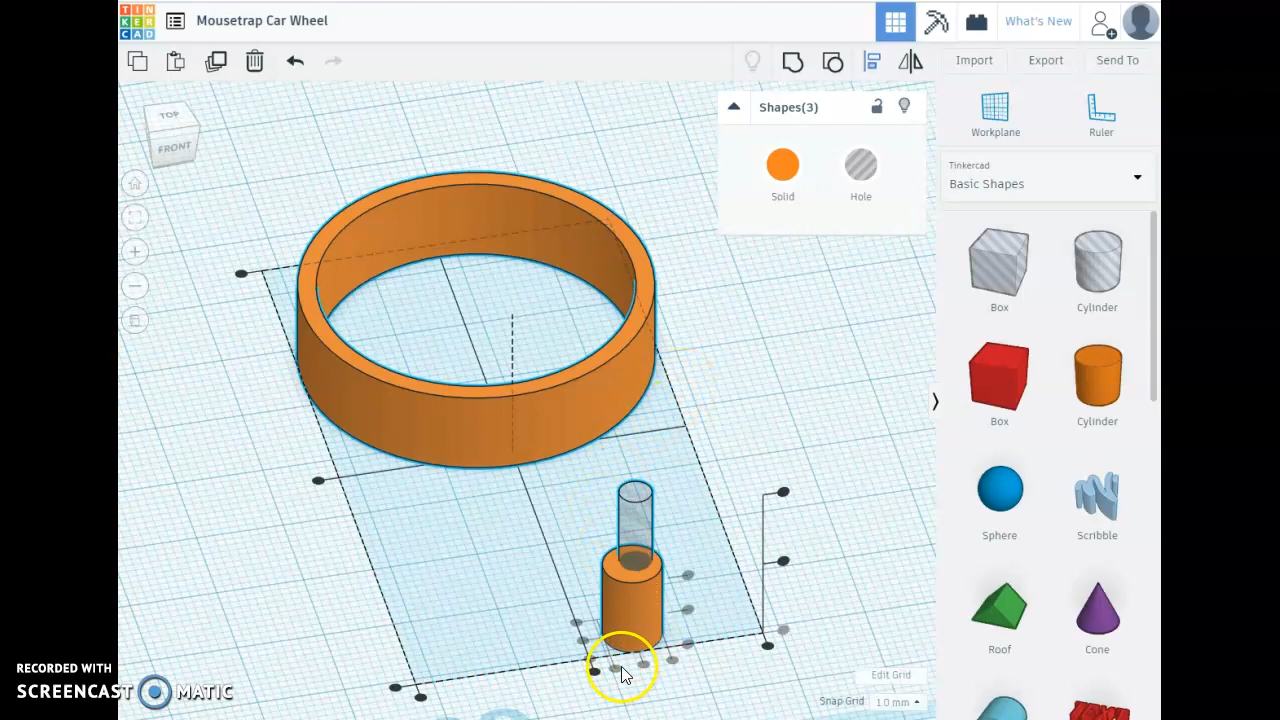 TIN
KER
CAD
Mousetrap Car Wheel
What's New
Import
Export
Send To
TOP
FRONT
Shapes(3)
Solid
Hole
Workplane
Ruler
Tinkercad
Basic Shapes
Box
Cylinder
Box
Cylinder
Sphere
Scribble
Roof
Cone
Edit Grid
Snap Grid 1.0 mm
RECORDED WITH
SCREENCAST MATIC